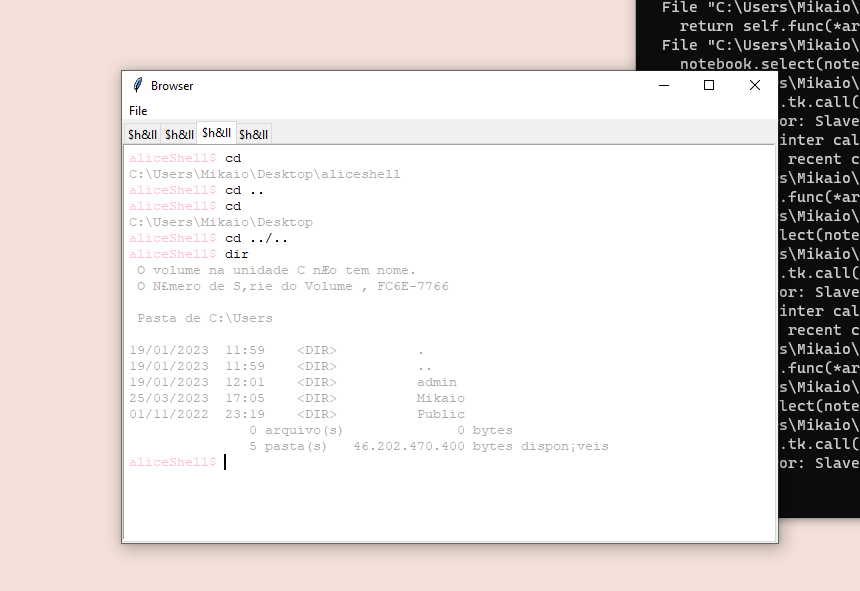 File "C:\Users\Mikaio\
return self.func(*ar
File "C:\Users\Mikaio\
notebook.select(note
Browser
File
$h&ll $h&ll $h&ll $h&ll
aliceShell$ cd
C:\Users\Mikaio\Desktop\aliceshell
aliceShell$ cd ..
aliceShell$ cd
C:\Users\Mikaio\Desktop
aliceShell$ cd ../..
aliceShell$ dir
O volume na unidade C nÆo tem nome.
O N£mero de S‚rie do Volume , FC6E-7766
Pasta de C:\Users
19/01/2023 11:59 <DIR> .
19/01/2023 11:59 <DIR> ..
19/01/2023 12:01 <DIR> admin
25/03/2023 17:05 <DIR> Mikaio
01/11/2022 23:19 <DIR> Public
0 arquivo(s) 0 bytes
5 pasta(s) 46.202.470.400 bytes dispon¡veis
aliceShell$
s\Mikaio\
.tk.call(
or: Slave
inter cal
recent c
s\Mikaio\
.func(*ar
s\Mikaio\
lect(note
s\Mikaio\
.tk.call(
or: Slave
inter cal
recent c
s\Mikaio\
.func(*ar
s\Mikaio\
lect(note
s\Mikaio\
.tk.call(
or: Slave